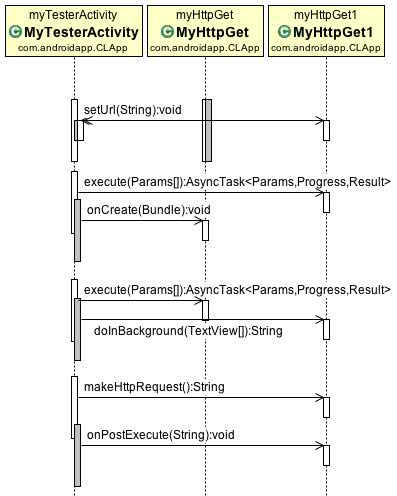 myTesterActivity myHttpGet myHttpGet1
C MyTesterActivity C MyHttpGet C MyHttpGet1
com.androidapp.CLApp com.androidapp.CLApp com.androidapp.CLApp
setUrl(String):void
execute(Params[]):AsyncTask<Params,Progress,Result>
onCreate(Bundle):void
execute(Params[]):AsyncTask<Params,Progress,Result>
doInBackground(TextView[]):String
makeHttpRequest():String
onPostExecute(String):void